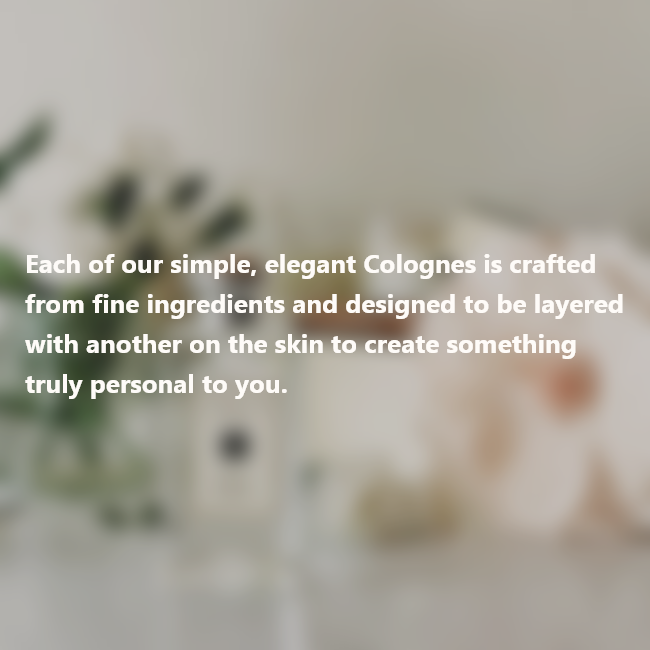 Each of our simple, elegant Colognes is crafted
from fine ingredients and designed to be layered
with another on the skin to create something
truly personal to you.